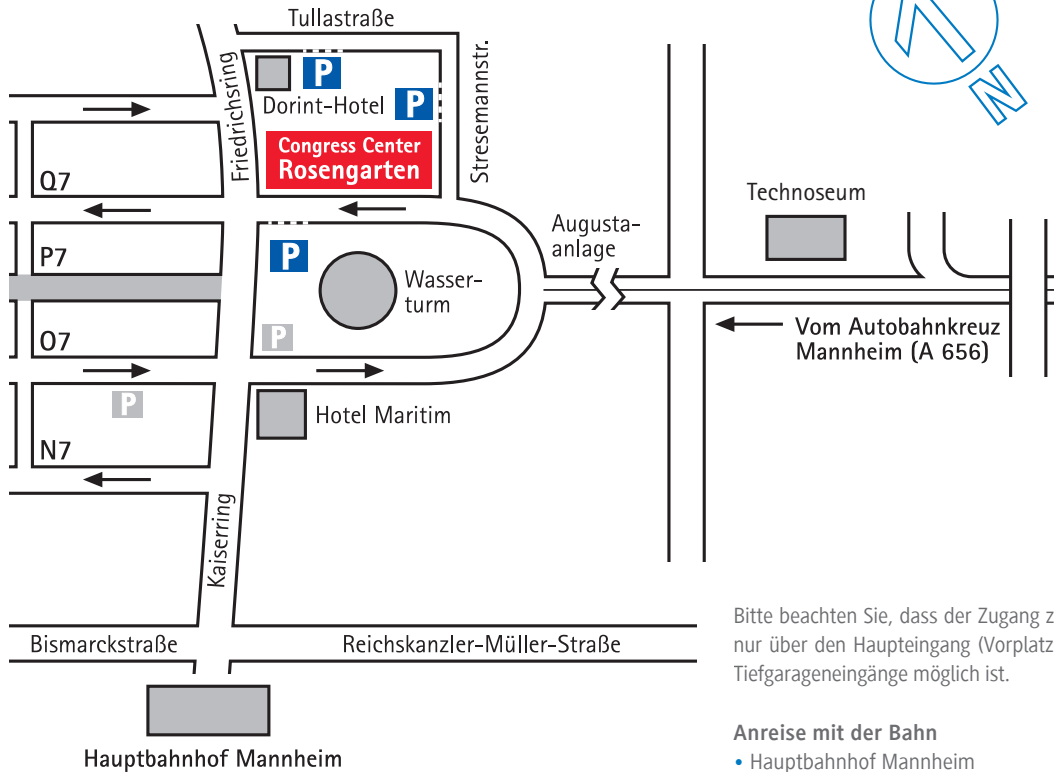 Tullastraße
Friedrichsring
P
Stresemannstr.
Dorint-Hotel
P
N
Congress Center
Rosengarten
Q7
Technoseum
Augusta-
anlage
P7
P
Wasser-
turm
O7
P
Vom Autobahnkreuz
Mannheim (A 656)
P
Hotel Maritim
N7
Kaiserring
Bismarckstraße
Reichskanzler-Müller-Straße
Hauptbahnhof Mannheim
Bitte beachten Sie, dass der Zugang z
nur über den Haupteingang (Vorplatz
Tiefgarageneingänge möglich ist.
Anreise mit der Bahn
• Hauptbahnhof Mannheim